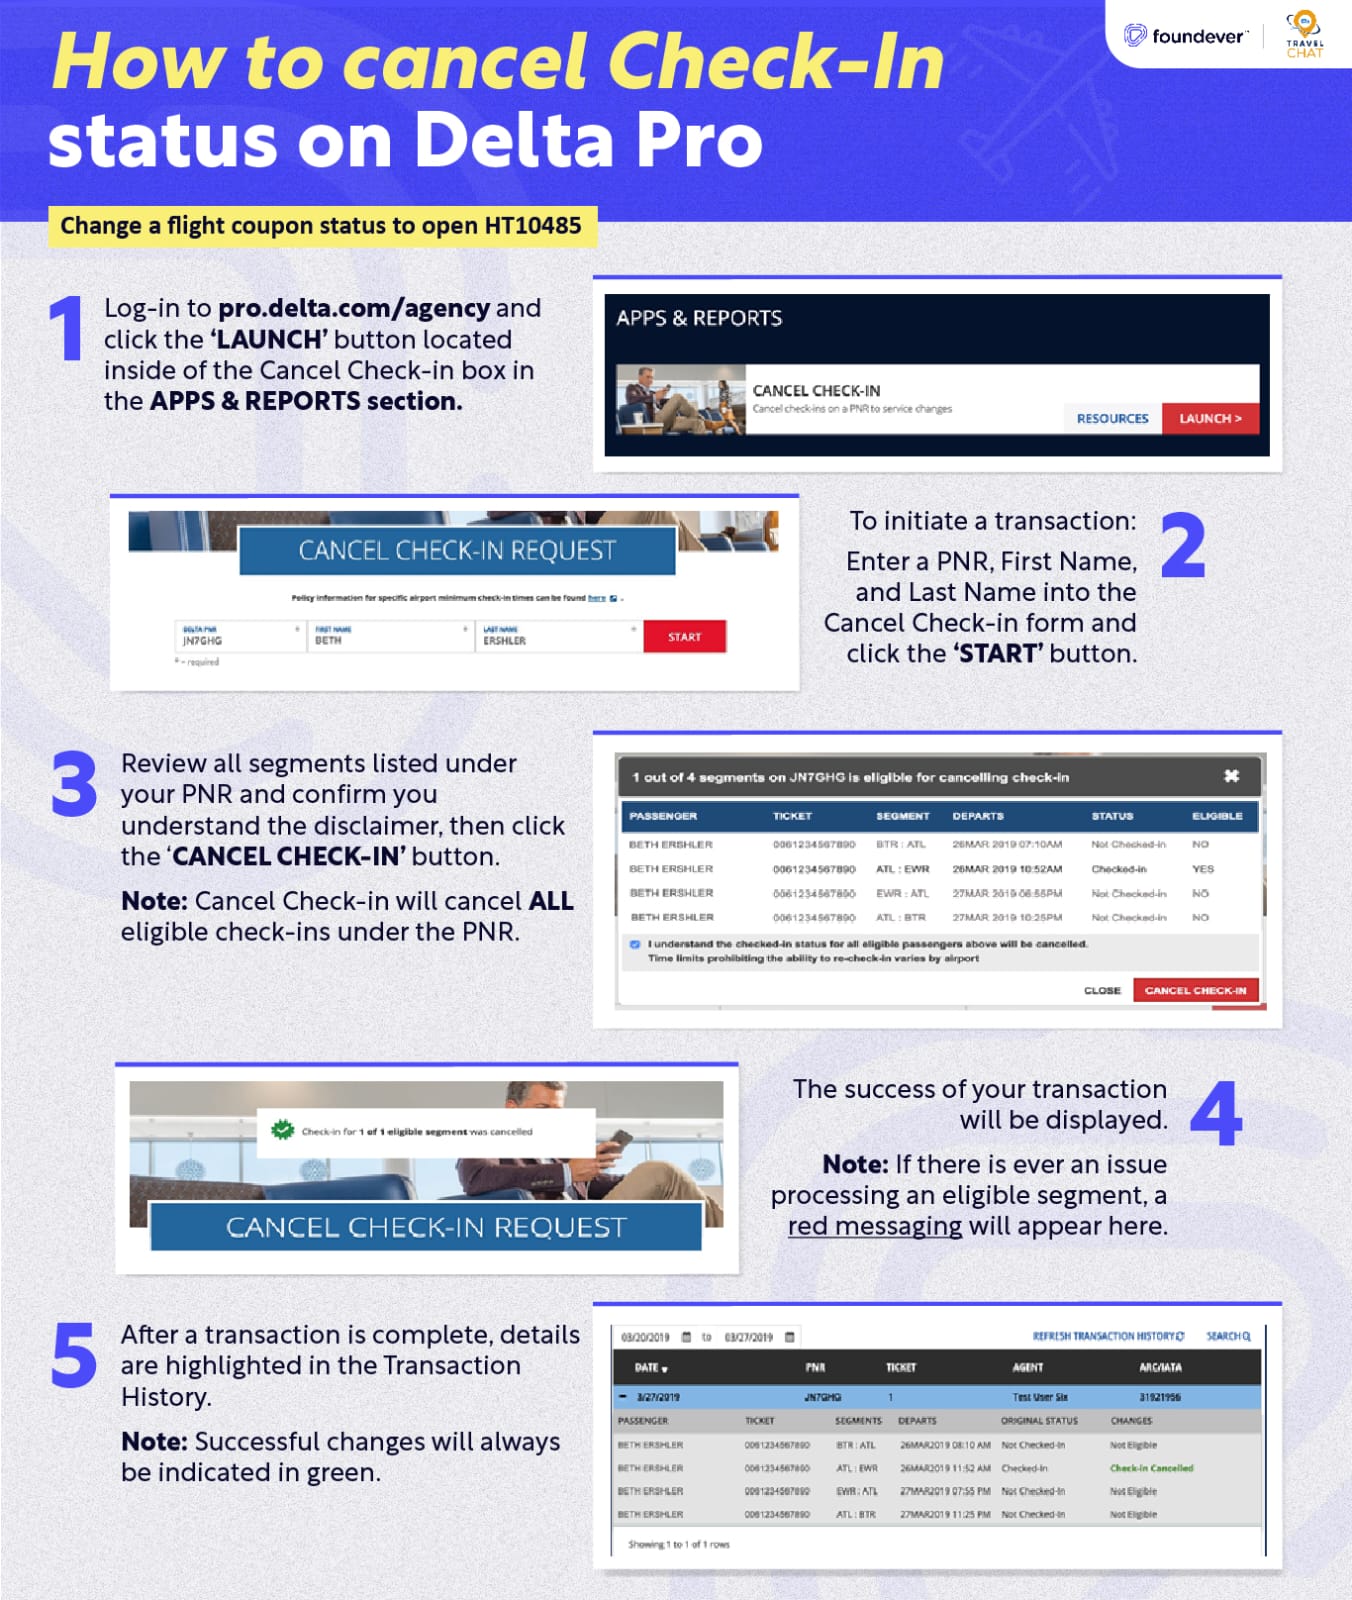 How to cancel Check-In
status on Delta Pro
foundever™
TRAVEL
CHAT
Change a flight coupon status to open HT10485
1
Log-in to pro.delta.com/agency and
click the ‘LAUNCH’ button located
inside of the Cancel Check-in box in
the APPS & REPORTS section.
APPS & REPORTS
CANCEL CHECK-IN
Cancel check-ins on a PNR to service changes
RESOURCES LAUNCH >
CANCEL CHECK-IN REQUEST
Policy information for specific airport minimum check-in times can be found here .
DELTA PNR * FIRST NAME * LAST NAME *
JN7GHG BETH ERSHLER START
* - required
To initiate a transaction:
Enter a PNR, First Name,
and Last Name into the
Cancel Check-in form and
click the ‘START’ button.
2
3
Review all segments listed under
your PNR and confirm you
understand the disclaimer, then click
the ‘CANCEL CHECK-IN’ button.
Note: Cancel Check-in will cancel ALL
eligible check-ins under the PNR.
1 out of 4 segments on JN7GHG is eligible for cancelling check-in
PASSENGER TICKET SEGMENT DEPARTS STATUS ELIGIBLE
BETH ERSHLER 0061234567890 BTR : ATL 26MAR 2019 07:10AM Not Checked-in NO
BETH ERSHLER 0061234567890 ATL : EWR 26MAR 2019 10:52AM Checked-in YES
BETH ERSHLER 0061234567890 EWR : ATL 27MAR 2019 06:55PM Not Checked-in NO
BETH ERSHLER 0061234567890 ATL : BTR 27MAR 2019 10:25PM Not Checked-in NO
I understand the checked-in status for all eligible passengers above will be cancelled.
Time limits prohibiting the ability to re-check-in varies by airport
CLOSE CANCEL CHECK-IN
Check-in for 1 of 1 eligible segment was cancelled
CANCEL CHECK-IN REQUEST
The success of your transaction
will be displayed.
Note: If there is ever an issue
processing an eligible segment, a
red messaging will appear here.
4
5
After a transaction is complete, details
are highlighted in the Transaction
History.
Note: Successful changes will always
be indicated in green.
03/20/2019 to 03/27/2019 REFRESH TRANSACTION HISTORY SEARCH
DATE PNR TICKET AGENT ARC/IATA
3/27/2019 JN7GHG 1 Test User Six 31921956
PASSENGER TICKET SEGMENTS DEPARTS ORIGINAL STATUS CHANGES
BETH ERSHLER 0061234567890 BTR : ATL 26MAR2019 08:10 AM Not Checked-In Not Eligible
BETH ERSHLER 0061234567890 ATL : EWR 26MAR2019 11:52 AM Checked-In Check-in Cancelled
BETH ERSHLER 0061234567890 EWR : ATL 27MAR2019 07:55 PM Not Checked-In Not Eligible
BETH ERSHLER 0061234567890 ATL : BTR 27MAR2019 11:25 PM Not Checked-In Not Eligible
Showing 1 to 1 of 1 rows